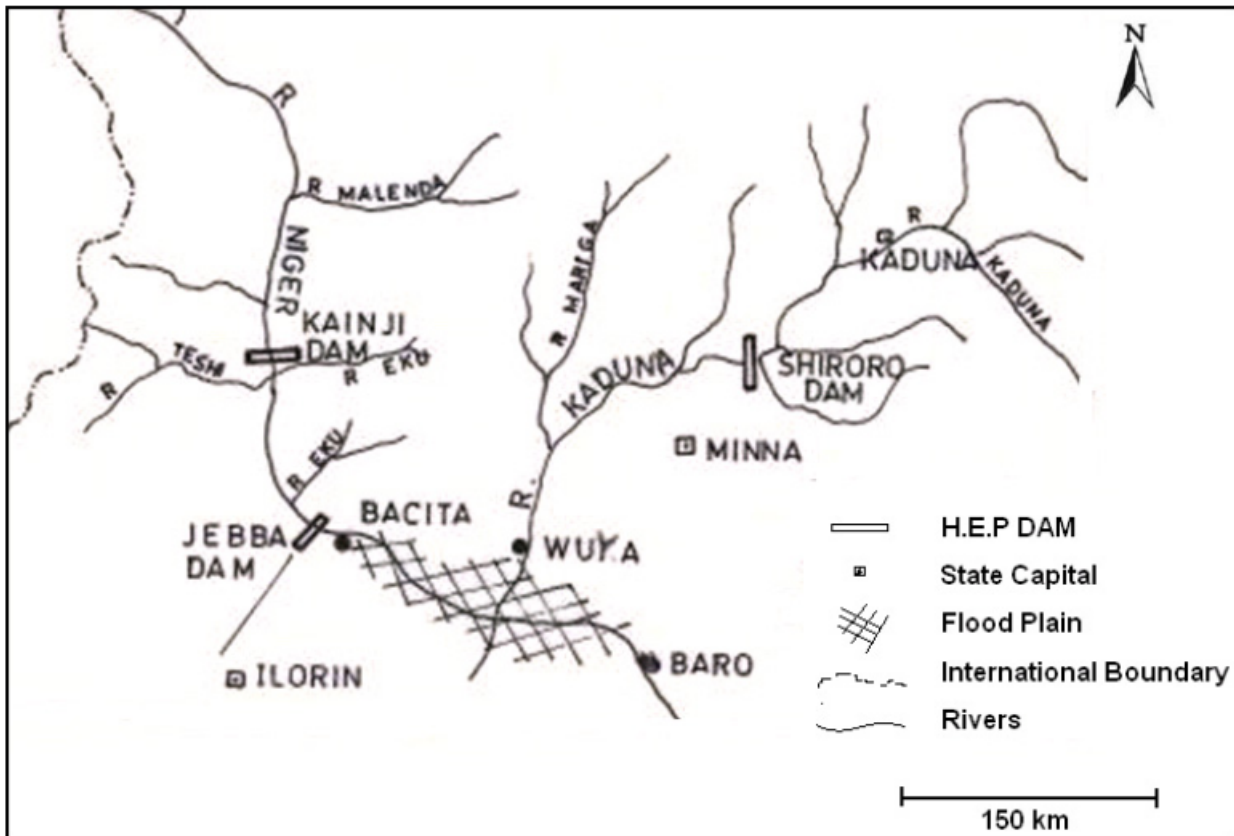 N
R
R MALENDA
NIGER
R MARIGA
R
KADUNA
KADUNA
KAINJI
DAM
TESHI
R
R EKU
KADUNA
SHIRORO
DAM
R EKU
MINNA
R.
BACITA
JEBBA
DAM
WUYA
ILORIN
BARO
H.E.P DAM
State Capital
Flood Plain
International Boundary
Rivers
150 km